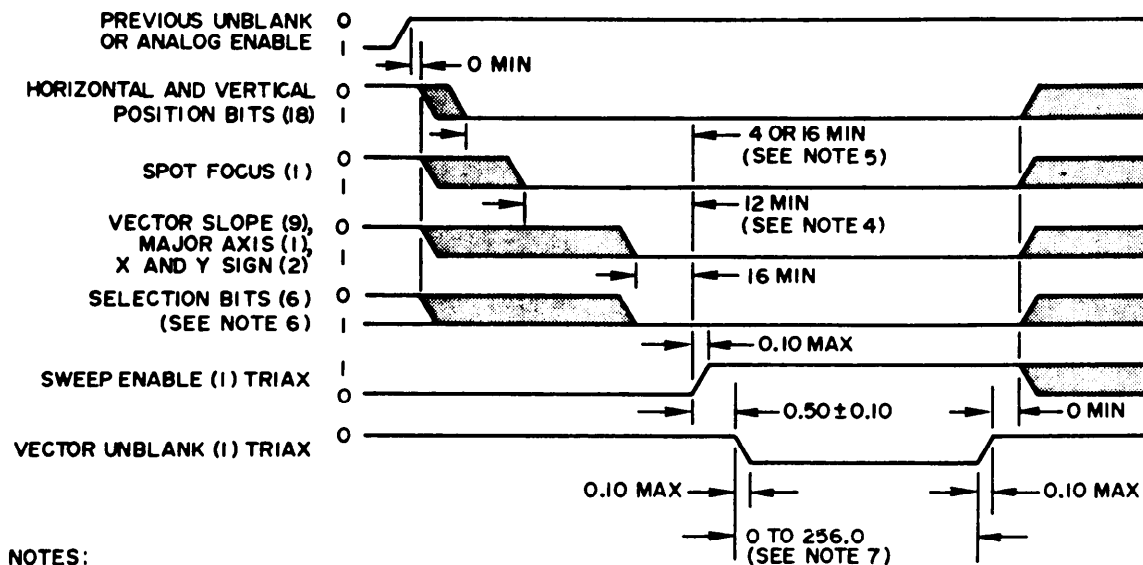 PREVIOUS UNBLANK
OR ANALOG ENABLE
0
1
0 MIN
HORIZONTAL AND VERTICAL
POSITION BITS (18)
0
1
4 OR 16 MIN
(SEE NOTE 5)
SPOT FOCUS (1)
0
1
12 MIN
(SEE NOTE 4)
VECTOR SLOPE (9),
MAJOR AXIS (1),
X AND Y SIGN (2)
0
1
16 MIN
SELECTION BITS (6)
(SEE NOTE 6)
0
1
0.10 MAX
SWEEP ENABLE (1) TRIAX
1
0
0.50 ± 0.10
0 MIN
VECTOR UNBLANK (1) TRIAX
0
0.10 MAX
0.10 MAX
0 TO 256.0
(SEE NOTE 7)
NOTES: